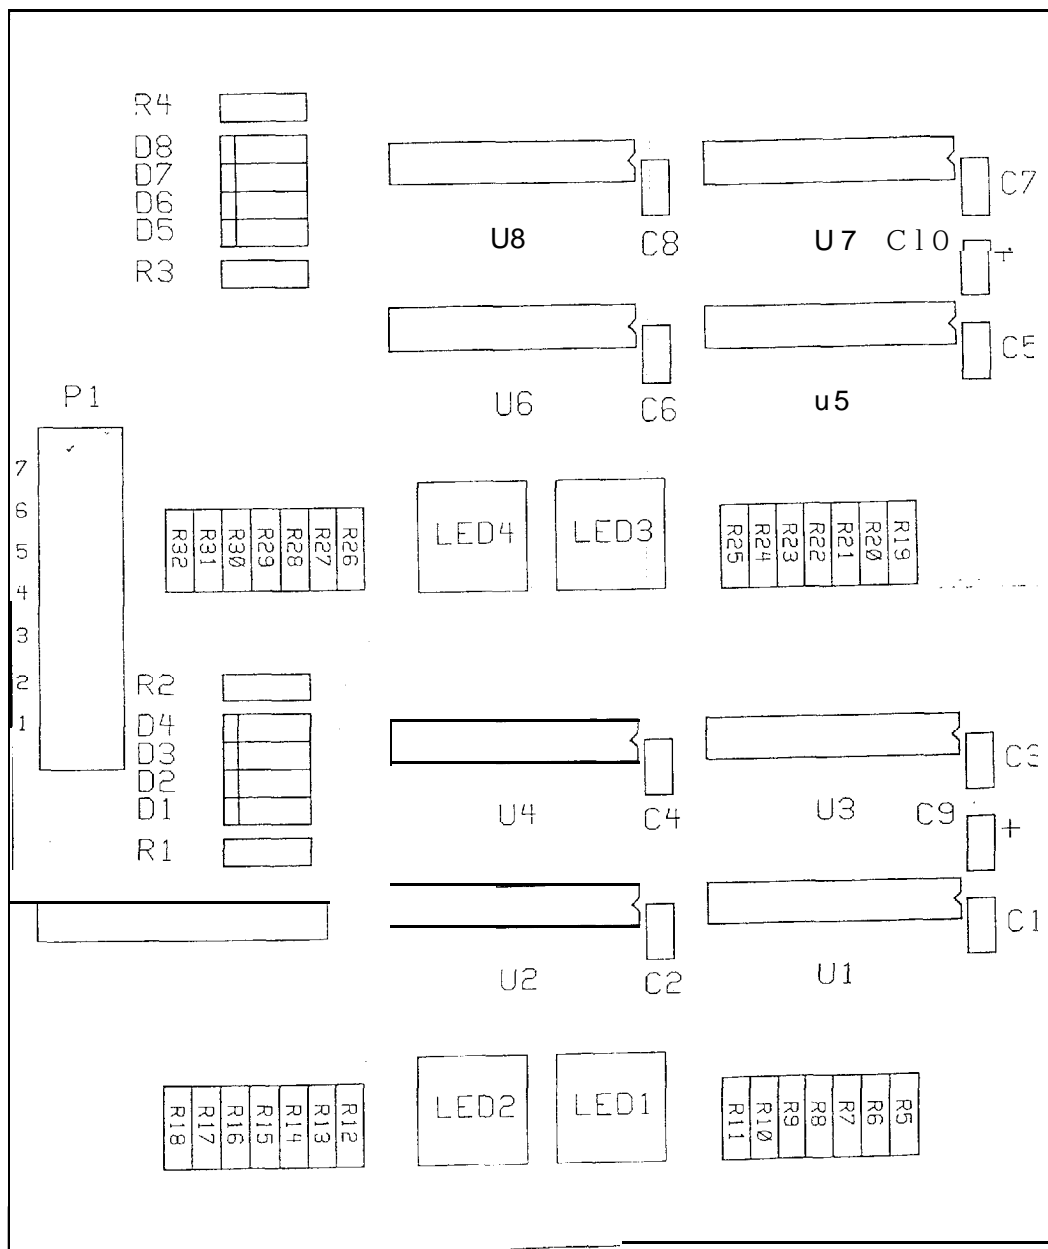 R4
D8
D7
D6
D5
R3
U8
C8
U7
C10
+
C7
U6
C6
u5
C5
P1
7
6
5
4
3
2
1
R32
R31
R30
R29
R28
R27
R26
LED4
LED3
R25
R24
R23
R22
R21
R20
R19
R2
D4
D3
D2
D1
R1
U4
C4
U3
C9
+
C3
U2
C2
U1
C1
R18
R17
R16
R15
R14
R13
R12
LED2
LED1
R11
R10
R9
R8
R7
R6
R5